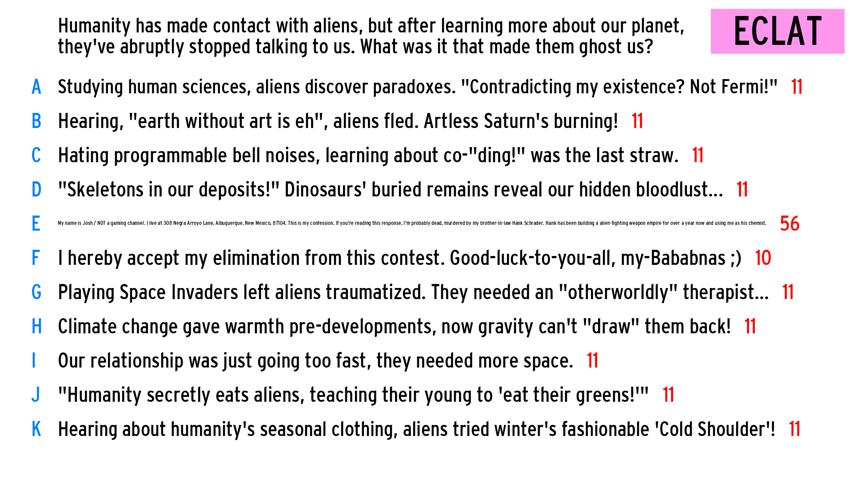 Humanity has made contact with aliens, but after learning more about our planet,
they've abruptly stopped talking to us. What was it that made them ghost us?
ECLAT
A Studying human sciences, aliens discover paradoxes. "Contradicting my existence? Not Fermi!" 11
B Hearing, "earth without art is eh", aliens fled. Artless Saturn's burning! 11
C Hating programmable bell noises, learning about co-"ding!" was the last straw. 11
D "Skeletons in our deposits!" Dinosaurs' buried remains reveal our hidden bloodlust... 11
E My name is Josh / NOT a gaming channel. I live at 308 Negra Arroyo Lane, Albuquerque, New Mexico, 87104. This is my confession. If you're reading this response, I'm probably dead, murdered by my brother-in-law Hank Schrader. Hank has been building a alien-fighting weapon empire for over a year now and using me as his chemist. 56
F I hereby accept my elimination from this contest. Good-luck-to-you-all, my-Bababnas ;) 10
G Playing Space Invaders left aliens traumatized. They needed an "otherworldly" therapist... 11
H Climate change gave warmth pre-developments, now gravity can't "draw" them back! 11
I Our relationship was just going too fast, they needed more space. 11
J "Humanity secretly eats aliens, teaching their young to 'eat their greens!'" 11
K Hearing about humanity's seasonal clothing, aliens tried winter's fashionable 'Cold Shoulder'! 11